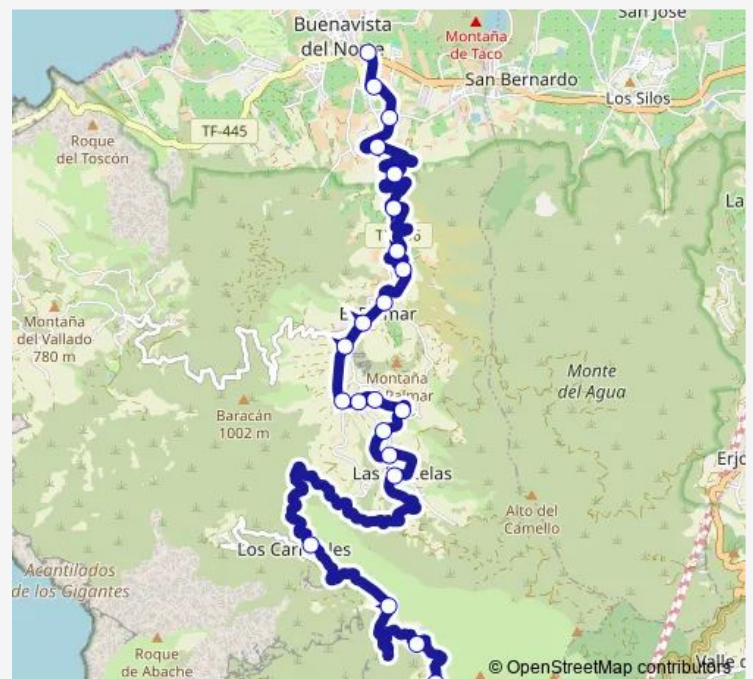 San José
Buenavista
del Norte
Montaña
de Taco
San Bernardo
Los Silos
TF-445
Roque
del Toscón
La
Montaña
del Vallado
780 m
Montaña
Monte
del Agua
Baracán
1002 m
Las
Erjo
Alto del
Camello
Los
Acantilados
de los Gigantes
Roque
de Abache
© OpenStreetMap contributors